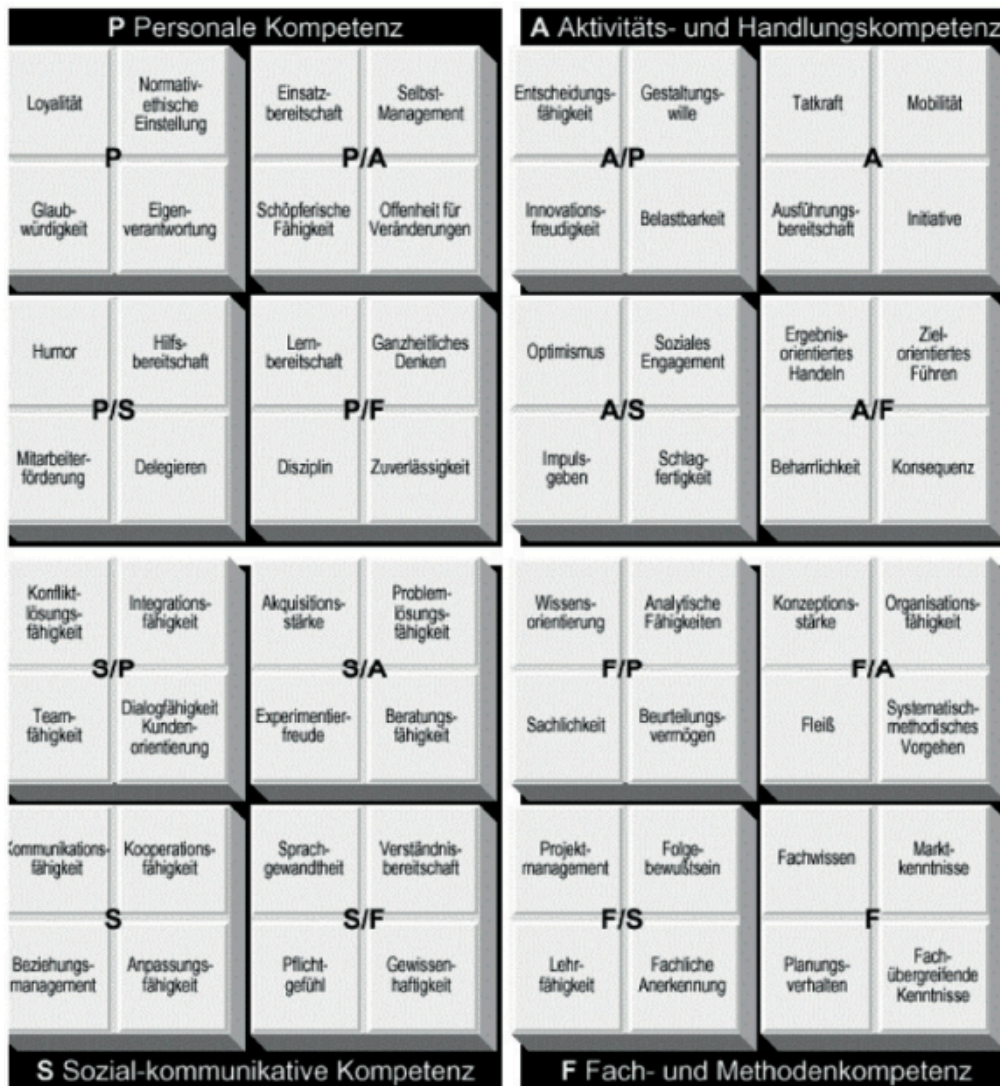 P Personale Kompetenz
Loyalität
Normativ-
ethische
Einstellung
P
Glaub-
würdigkeit
Eigen-
verantwortung
Einsatz-
bereitschaft
Selbst-
Management
P/A
Schöpferische
Fähigkeit
Offenheit für
Veränderungen
Humor
Hilfs-
bereitschaft
P/S
Mitarbeiter-
förderung
Delegieren
Lern-
bereitschaft
Ganzheitliches
Denken
P/F
Disziplin
Zuverlässigkeit
A Aktivitäts- und Handlungskompetenz
Entscheidungs-
fähigkeit
Gestaltungs-
wille
A/P
Innovations-
freudigkeit
Belastbarkeit
Tatkraft
Mobilität
A
Ausführungs-
bereitschaft
Initiative
Optimismus
Soziales
Engagement
A/S
Impuls-
geben
Schlag-
fertigkeit
Ergebnis-
orientiertes
Handeln
Ziel-
orientiertes
Führen
A/F
Beharrlichkeit
Konsequenz
Konflikt-
lösungs-
fähigkeit
Integrations-
fähigkeit
S/P
Team-
fähigkeit
Dialogfähigkeit
Kunden-
orientierung
Akquisitions-
stärke
Problem-
lösungs-
fähigkeit
S/A
Experimentier-
freude
Beratungs-
fähigkeit
Kommunikations-
fähigkeit
Kooperations-
fähigkeit
S
Beziehungs-
management
Anpassungs-
fähigkeit
Sprach-
gewandtheit
Verständnis-
bereitschaft
S/F
Pflicht-
gefühl
Gewissen-
haftigkeit
S Sozial-kommunikative Kompetenz
Wissens-
orientierung
Analytische
Fähigkeiten
F/P
Sachlichkeit
Beurteilungs-
vermögen
Konzeptions-
stärke
Organisations-
fähigkeit
F/A
Fleiß
Systematisch-
methodisches
Vorgehen
Projekt-
management
Folge-
bewußtsein
F/S
Lehr-
fähigkeit
Fachliche
Anerkennung
Fachwissen
Markt-
kenntnisse
F
Planungs-
verhalten
Fach-
übergreifende
Kenntnisse
F Fach- und Methodenkompetenz